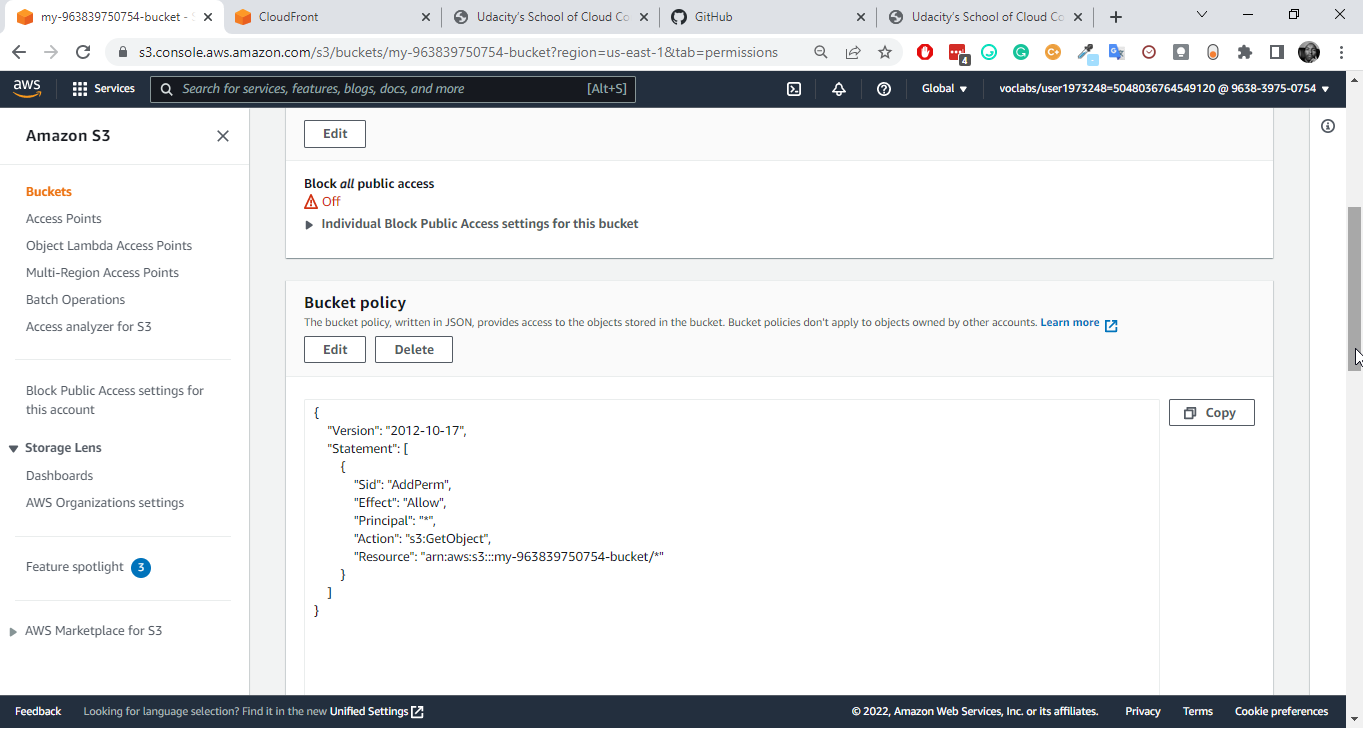 my-963839750754-bucket - S
CloudFront
Udacity's School of Cloud Co
GitHub
Udacity's School of Cloud Co
s3.console.aws.amazon.com/s3/buckets/my-963839750754-bucket?region=us-east-1&tab=permissions
4
aws
Services
Search for services, features, blogs, docs, and more
[Alt+S]
Global
voclabs/user1973248=5048036764549120 @ 9638-3975-0754
Amazon S3
Buckets
Access Points
Object Lambda Access Points
Multi-Region Access Points
Batch Operations
Access analyzer for S3
Block Public Access settings for
this account
Storage Lens
Dashboards
AWS Organizations settings
Feature spotlight 3
AWS Marketplace for S3
Edit
Block all public access
Off
Individual Block Public Access settings for this bucket
Bucket policy
The bucket policy, written in JSON, provides access to the objects stored in the bucket. Bucket policies don't apply to objects owned by other accounts. Learn more
Edit
Delete
Copy
{
"Version": "2012-10-17",
"Statement": [
{
"Sid": "AddPerm",
"Effect": "Allow",
"Principal": "*",
"Action": "s3:GetObject",
"Resource": "arn:aws:s3:::my-963839750754-bucket/*"
}
]
}
Feedback
Looking for language selection? Find it in the new Unified Settings
© 2022, Amazon Web Services, Inc. or its affiliates.
Privacy
Terms
Cookie preferences